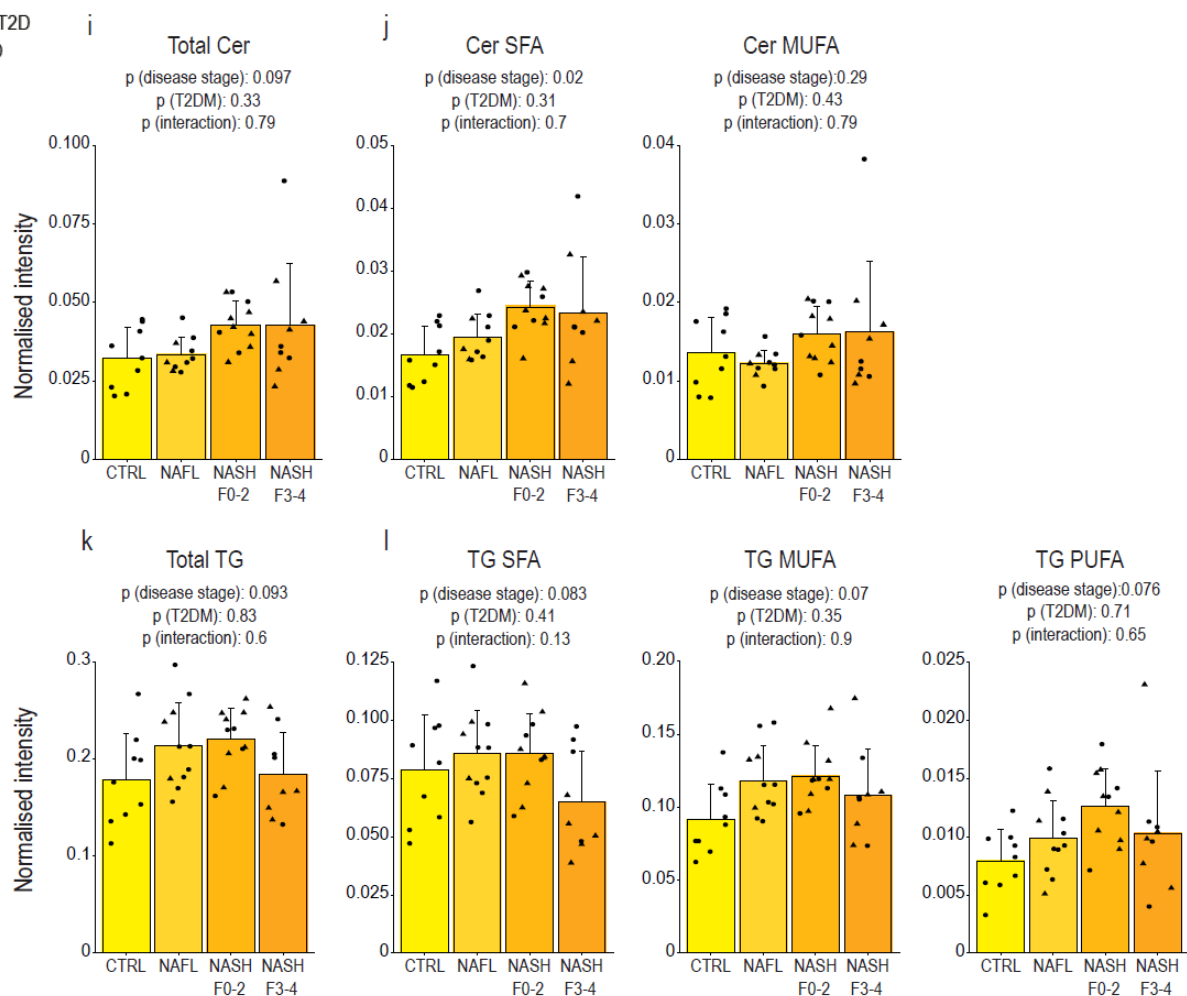 T2D
i
Total Cer
p (disease stage): 0.097
p (T2DM): 0.33
p (interaction): 0.79
Normalised intensity
0.100
0.075
0.050
0.025
0
CTRL NAFL NASH NASH
F0-2 F3-4
j
Cer SFA
p (disease stage): 0.02
p (T2DM): 0.31
p (interaction): 0.7
0.05
0.04
0.03
0.02
0.01
0
CTRL NAFL NASH NASH
F0-2 F3-4
Cer MUFA
p (disease stage):0.29
p (T2DM): 0.43
p (interaction): 0.79
0.04
0.03
0.02
0.01
0
CTRL NAFL NASH NASH
F0-2 F3-4
k
Total TG
p (disease stage): 0.093
p (T2DM): 0.83
p (interaction): 0.6
Normalised intensity
0.3
0.2
0.1
0
CTRL NAFL NASH NASH
F0-2 F3-4
l
TG SFA
p (disease stage): 0.083
p (T2DM): 0.41
p (interaction): 0.13
0.125
0.100
0.075
0.050
0.025
0
CTRL NAFL NASH NASH
F0-2 F3-4
TG MUFA
p (disease stage): 0.07
p (T2DM): 0.35
p (interaction): 0.9
0.20
0.15
0.10
0.05
0
CTRL NAFL NASH NASH
F0-2 F3-4
TG PUFA
p (disease stage):0.076
p (T2DM): 0.71
p (interaction): 0.65
0.025
0.020
0.015
0.010
0.005
0
CTRL NAFL NASH NASH
F0-2 F3-4